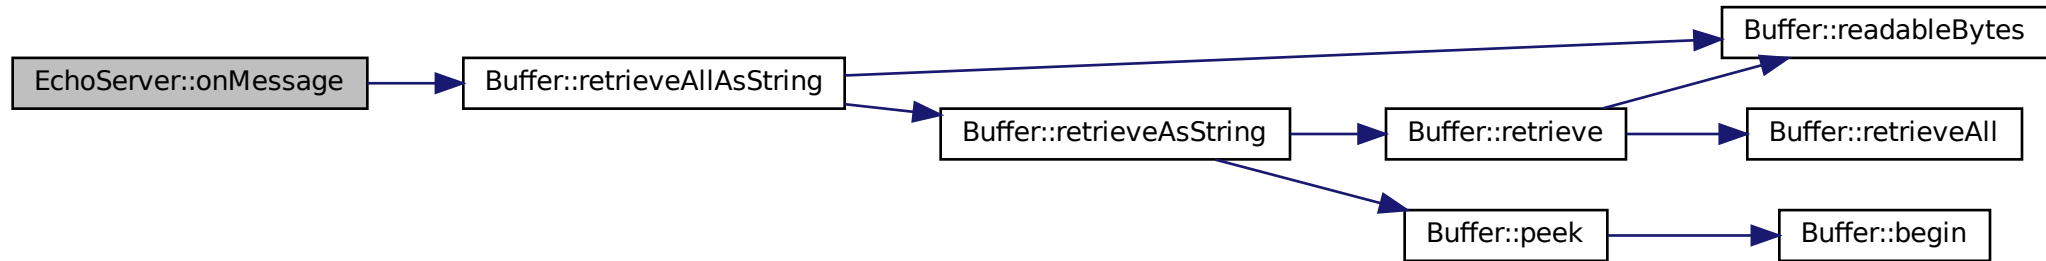 EchoServer::onMessage
Buffer::retrieveAllAsString
Buffer::readableBytes
Buffer::retrieveAsString
Buffer::retrieve
Buffer::retrieveAll
Buffer::peek
Buffer::begin